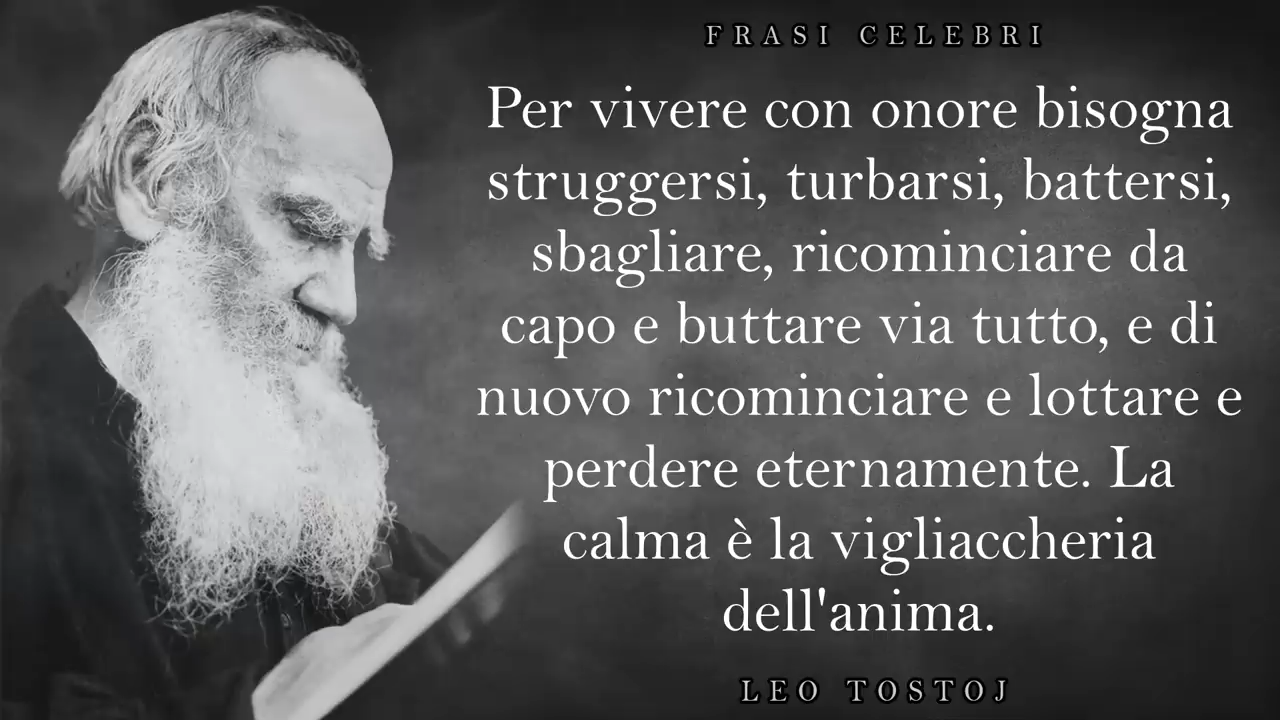 FRASI CELEBRI
Per vivere con onore bisogna
struggersi, turbarsi, battersi,
sbagliare, ricominciare da
capo e buttare via tutto, e di
nuovo ricominciare e lottare e
perdere eternamente. La
calma è la vigliaccheria
dell'anima.
LEO TOSTOJ